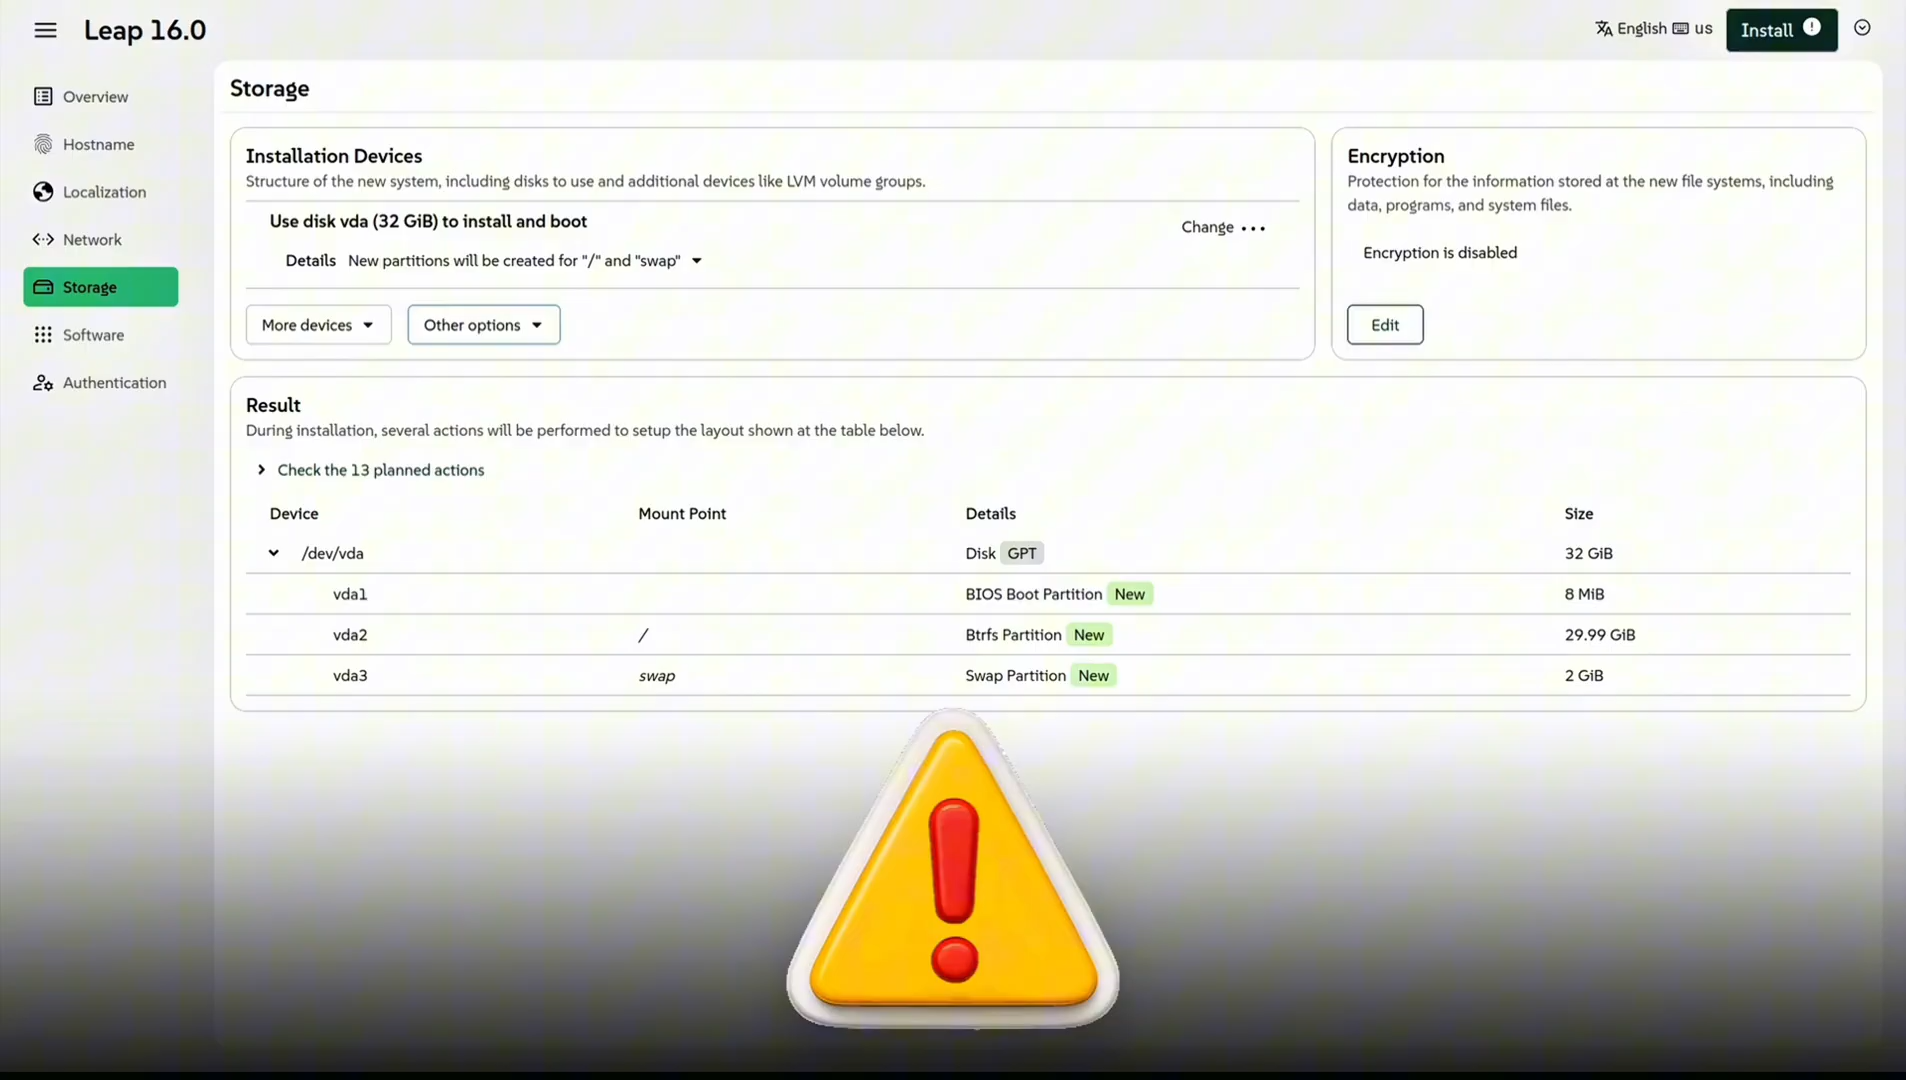 Leap 16.0
English us
Install
Overview
Hostname
Localization
Network
Storage
Software
Authentication
Storage
Installation Devices
Structure of the new system, including disks to use and additional devices like LVM volume groups.
Use disk vda (32 GiB) to install and boot
Change
Details New partitions will be created for "/" and "swap"
More devices
Other options
Encryption
Protection for the information stored at the new file systems, including
data, programs, and system files.
Encryption is disabled
Edit
Result
During installation, several actions will be performed to setup the layout shown at the table below.
Check the 13 planned actions
Device Mount Point Details Size
/dev/vda Disk GPT 32 GiB
vda1 BIOS Boot Partition New 8 MiB
vda2 / Btrfs Partition New 29.99 GiB
vda3 swap Swap Partition New 2 GiB